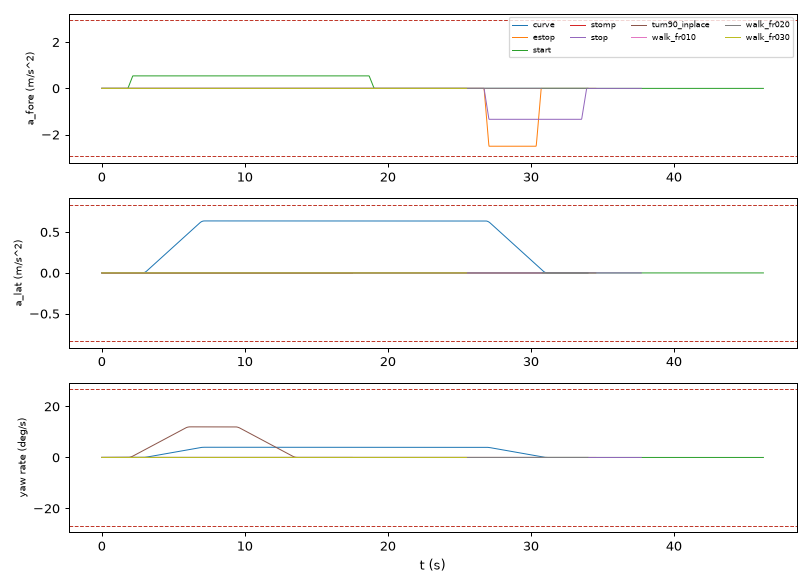 a_fore (m/s^2)
2
0
−2
curve stomp turn90_inplace walk_fr020
estop stop walk_fr010 walk_fr030
start
0 10 20 30 40
a_lat (m/s^2)
0.5
0.0
−0.5
0 10 20 30 40
yaw rate (deg/s)
20
0
−20
0 10 20 30 40
t (s)